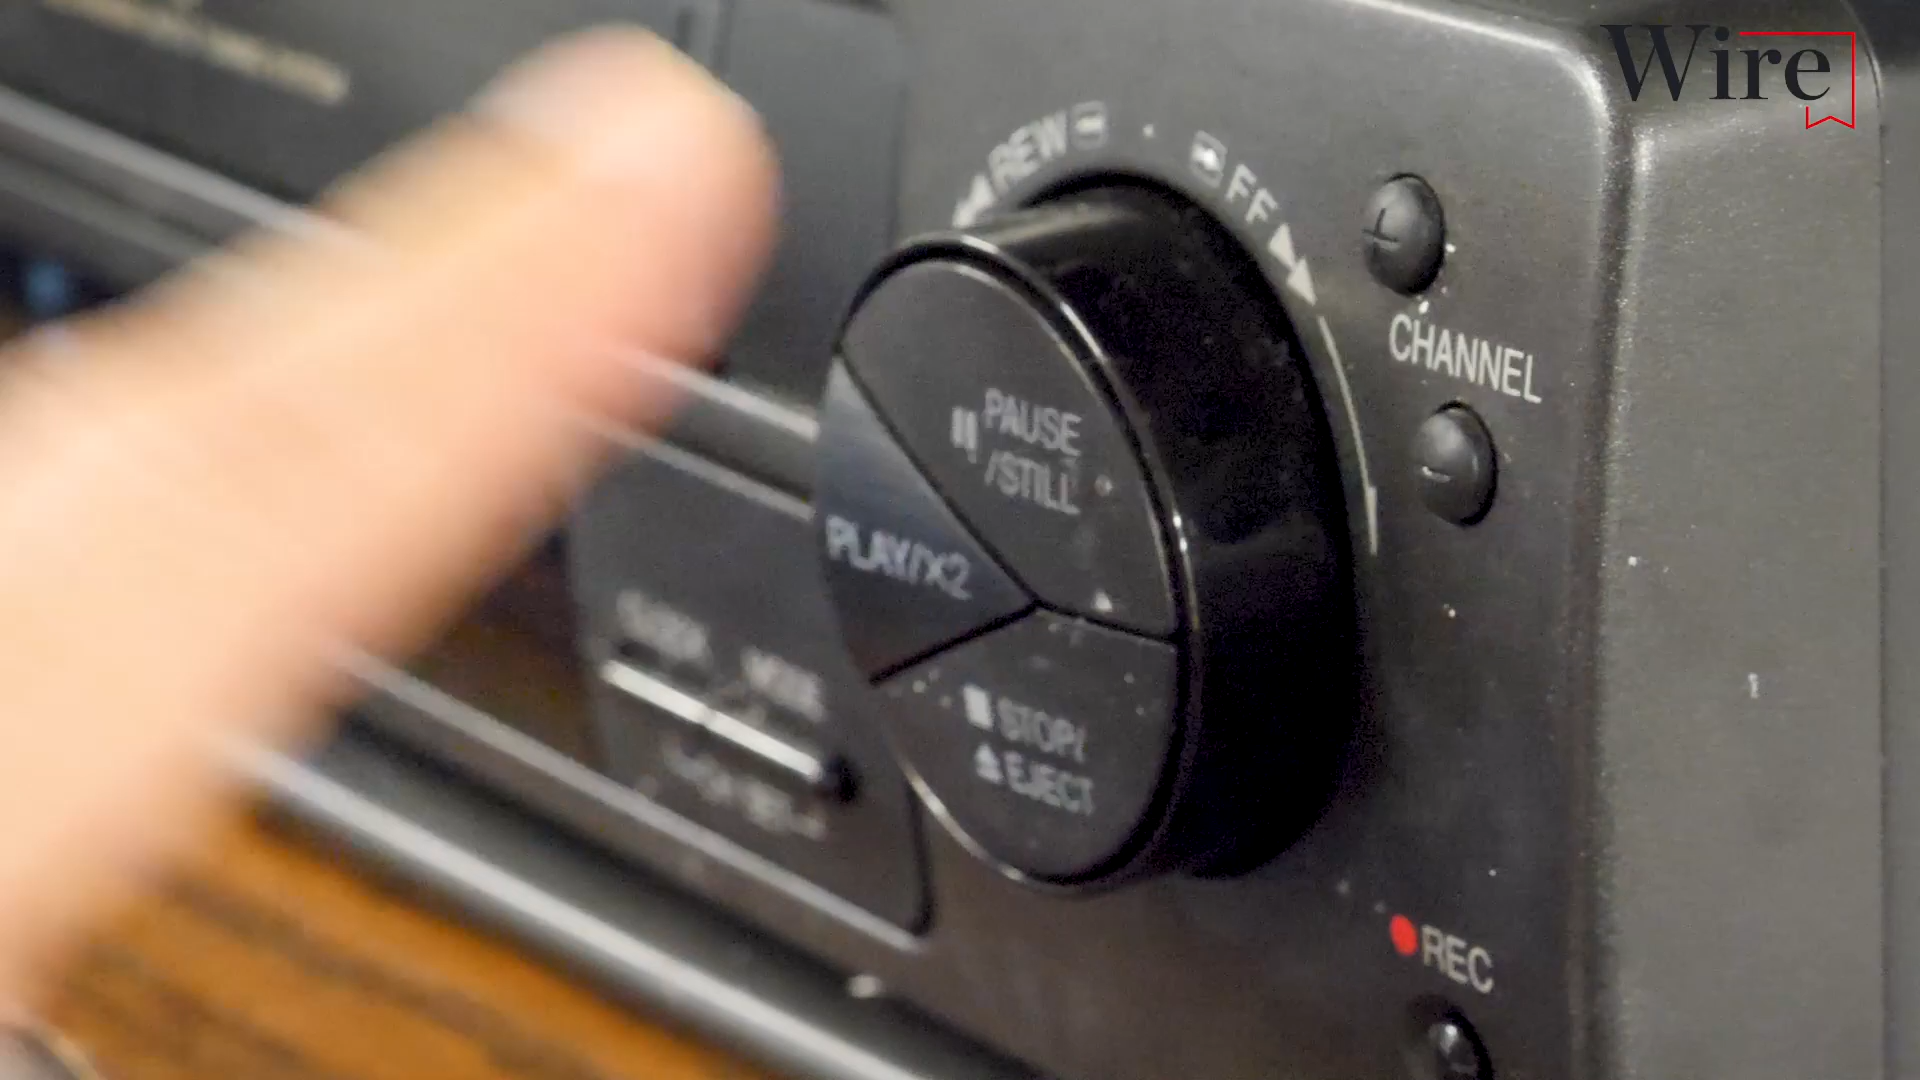 Wire
REW
FF
CHANNEL
PAUSE
/STILL
PLAY/x2
STOP/
EJECT
REC